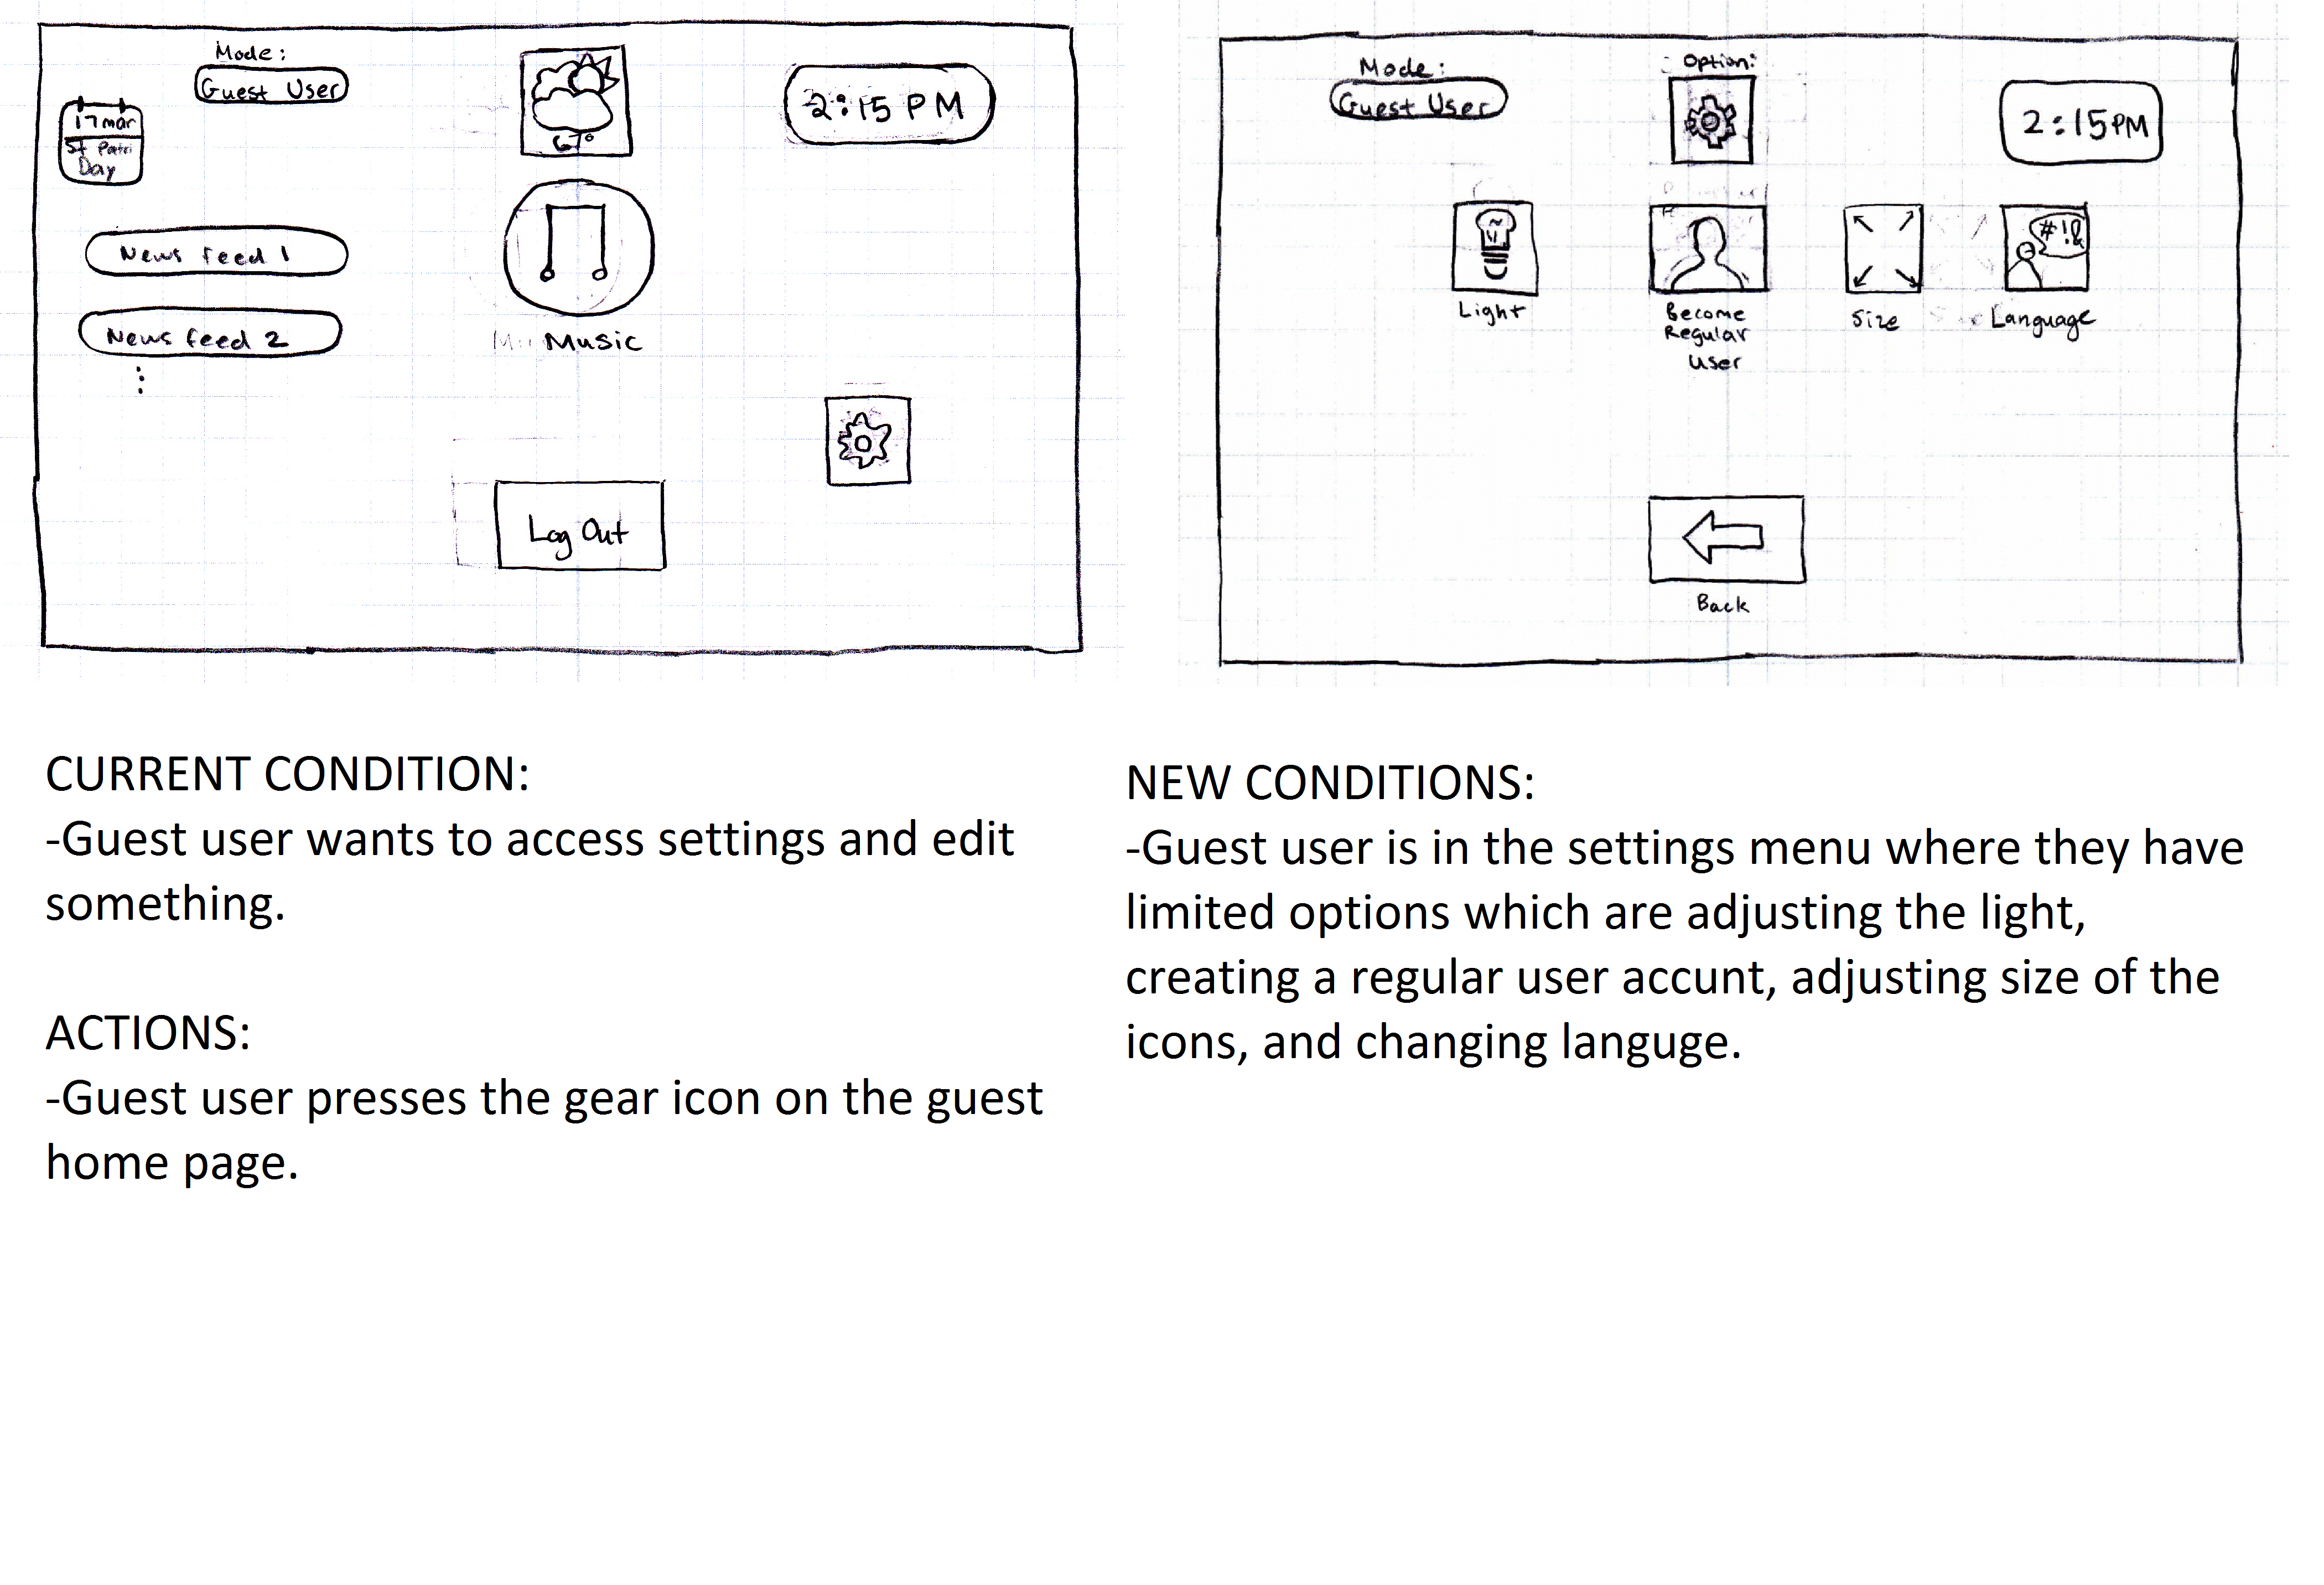 Mode:
Guest User
17 mar
St Patri
Day
67°
2:15 PM
News feed 1
News feed 2
Music
Log Out
Mode:
Guest User
Option:
2:15PM
#!&
Light
Become
Regular
User
Size
Language
Back
CURRENT CONDITION:
-Guest user wants to access settings and edit
something.
ACTIONS:
-Guest user presses the gear icon on the guest
home page.
NEW CONDITIONS:
-Guest user is in the settings menu where they have
limited options which are adjusting the light,
creating a regular user accunt, adjusting size of the
icons, and changing languge.